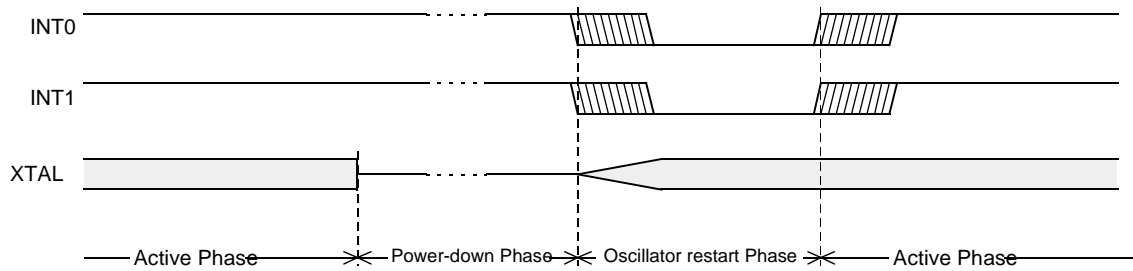 INT0
INT1
XTAL
Active Phase Power-down Phase Oscillator restart Phase Active Phase